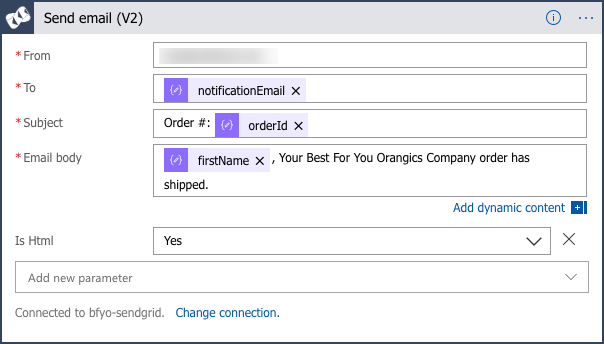 Send email (V2)
* From
* To notificationEmail ×
* Subject Order #: orderId ×
* Email body firstName × , Your Best For You Orangics Company order has
shipped.
Add dynamic content
Is Html Yes
Add new parameter
Connected to bfyo-sendgrid. Change connection.